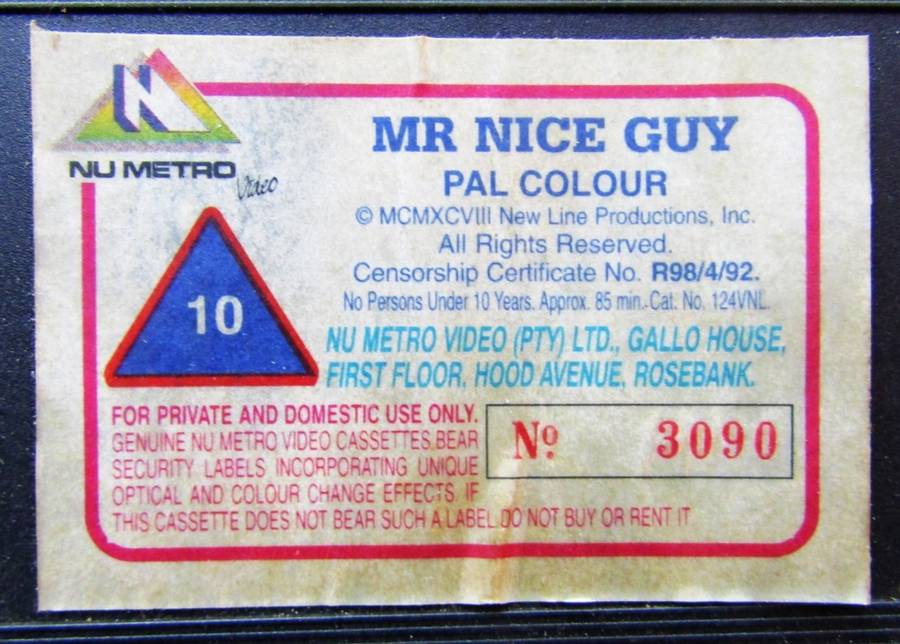 N
NU METRO
Video
MR NICE GUY
PAL COLOUR
© MCMXCVIII New Line Productions, Inc.
All Rights Reserved.
Censorship Certificate No. R98/4/92.
No Persons Under 10 Years. Approx. 85 min. Cat. No. 124VNL.
10
NU METRO VIDEO (PTY) LTD., GALLO HOUSE,
FIRST FLOOR, HOOD AVENUE, ROSEBANK.
FOR PRIVATE AND DOMESTIC USE ONLY.
GENUINE NU METRO VIDEO CASSETTES BEAR
SECURITY LABELS INCORPORATING UNIQUE
OPTICAL AND COLOUR CHANGE EFFECTS. IF
THIS CASSETTE DOES NOT BEAR SUCH A LABEL DO NOT BUY OR RENT IT
Nº 3090